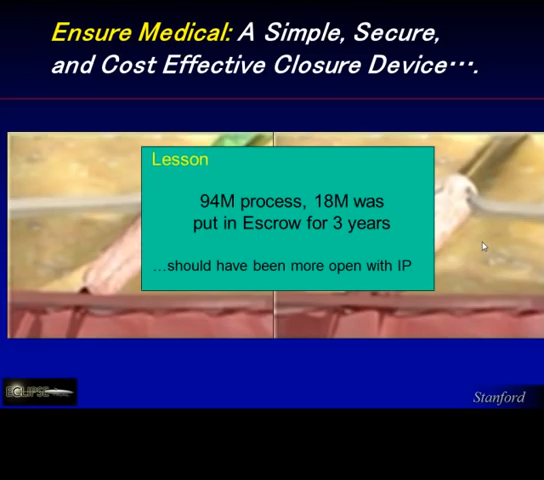 Ensure Medical: A Simple, Secure,
and Cost Effective Closure Device….
Lesson
94M process, 18M was
put in Escrow for 3 years
…should have been more open with IP
ECLIPSE
Stanford